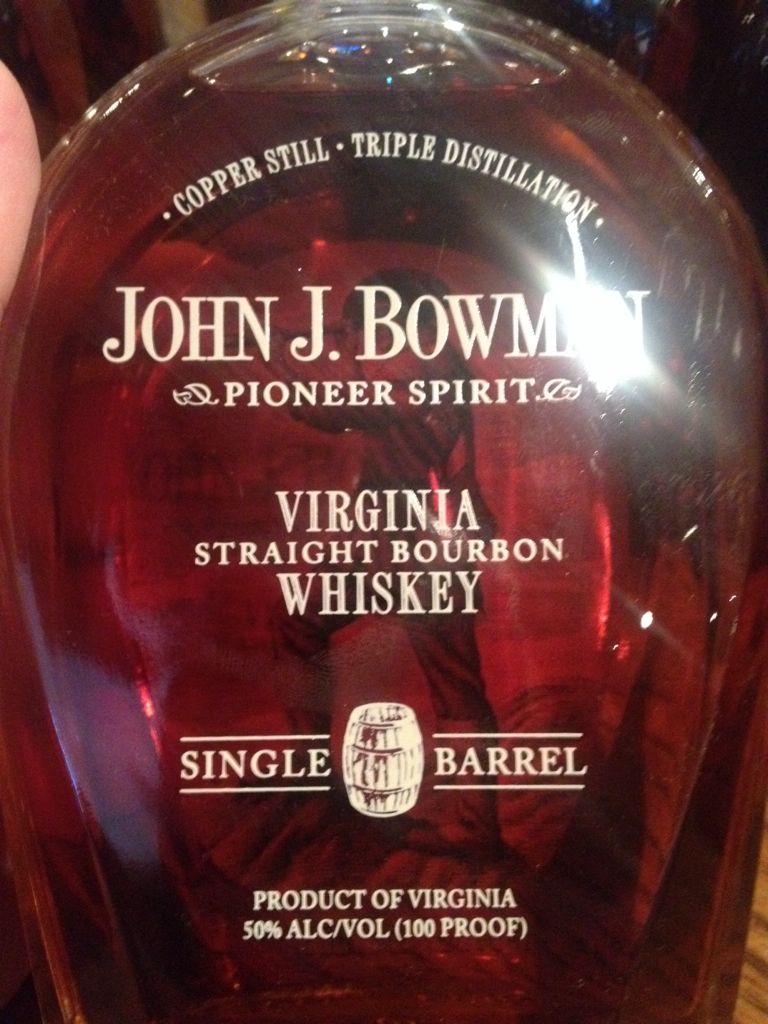 · COPPER STILL · TRIPLE DISTILLATION ·
JOHN J. BOWMAN
PIONEER SPIRIT
VIRGINIA
STRAIGHT BOURBON
WHISKEY
SINGLE BARREL
PRODUCT OF VIRGINIA
50% ALC/VOL (100 PROOF)